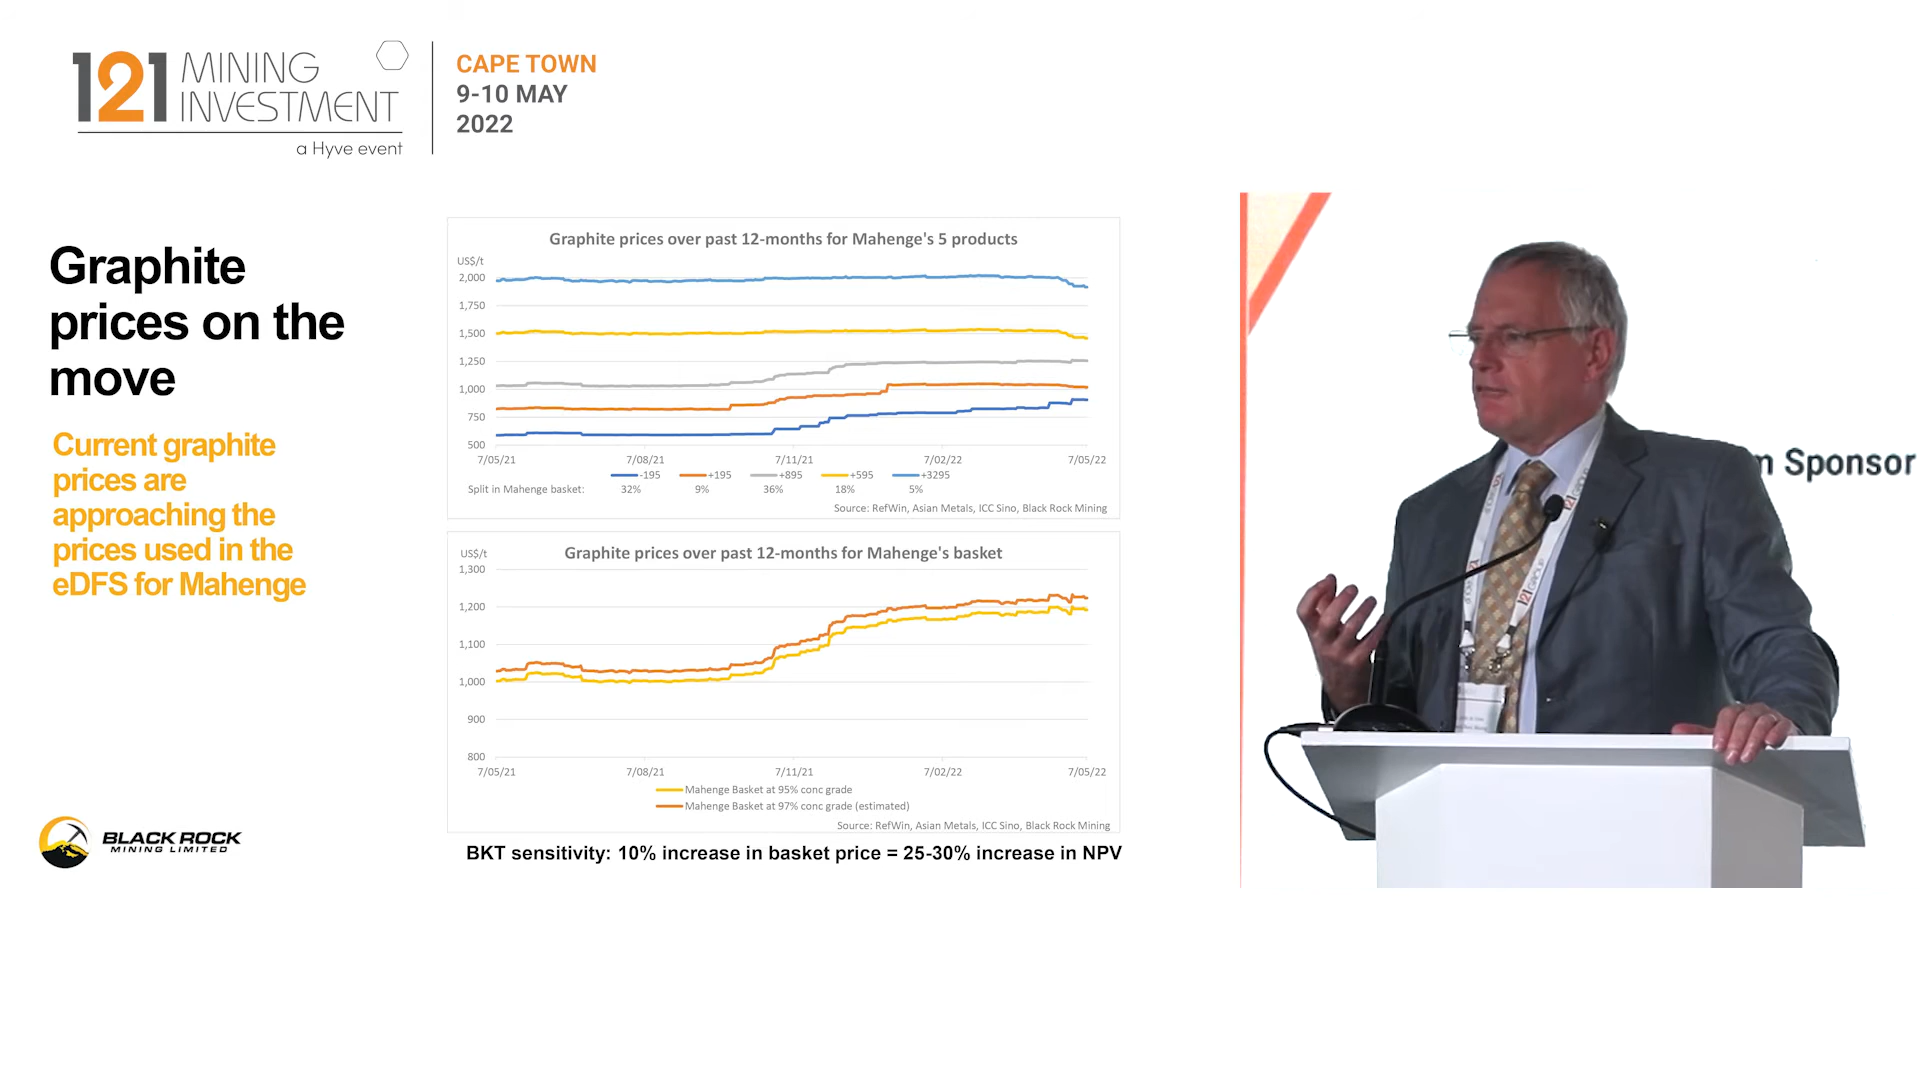 121 MINING INVESTMENT
a Hyve event
CAPE TOWN
9-10 MAY
2022
Graphite
prices on the
move
Current graphite
prices are
approaching the
prices used in the
eDFS for Mahenge
BLACK ROCK
MINING LIMITED
Graphite prices over past 12-months for Mahenge's 5 products
US$/t
2,000
1,750
1,500
1,250
1,000
750
500
7/05/21 7/08/21 7/11/21 7/02/22 7/05/22
-195 +195 +895 +595 +3295
Split in Mahenge basket: 32% 9% 36% 18% 5%
Source: RefWin, Asian Metals, ICC Sino, Black Rock Mining
Graphite prices over past 12-months for Mahenge's basket
US$/t
1,300
1,200
1,100
1,000
900
800
7/05/21 7/08/21 7/11/21 7/02/22 7/05/22
Mahenge Basket at 95% conc grade
Mahenge Basket at 97% conc grade (estimated)
Source: RefWin, Asian Metals, ICC Sino, Black Rock Mining
BKT sensitivity: 10% increase in basket price = 25-30% increase in NPV
Sponsor
121 GROUP